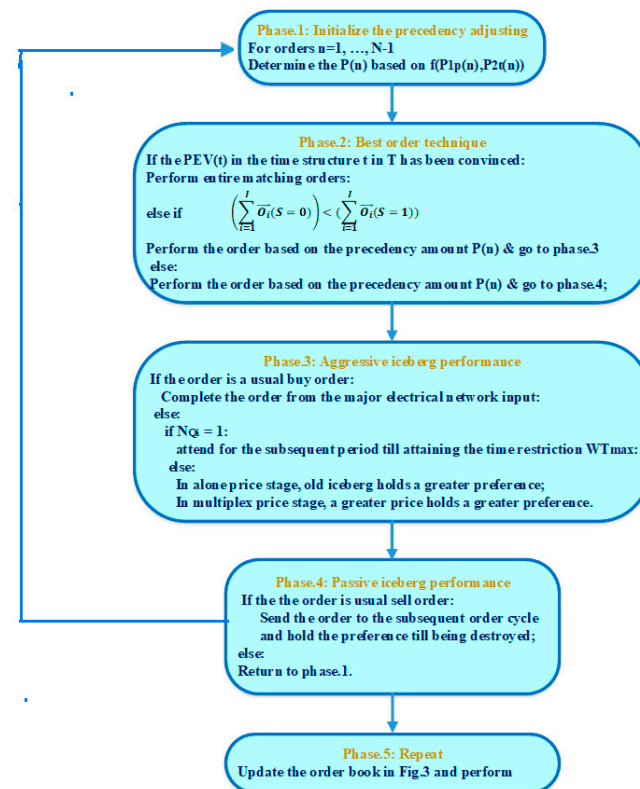 Phase.1: Initialize the precedency adjusting
For orders n=1, …, N-1
Determine the P(n) based on f(P1p(n),P2t(n))
Phase.2: Best order technique
If the PEV(t) in the time structure t in T has been convinced:
Perform entire matching orders:
else if (∑_{i=1}^{I} \overrightarrow{O_i}(S = 0)) < (∑_{i=1}^{I} \overrightarrow{O_i}(S = 1))
Perform the order based on the precedency amount P(n) & go to phase.3
else:
Perform the order based on the precedency amount P(n) & go to phase.4;
Phase.3: Aggressive iceberg performance
If the order is a usual buy order:
Complete the order from the major electrical network input:
else:
if NQi = 1:
attend for the subsequent period till attaining the time restriction WTmax:
else:
In alone price stage, old iceberg holds a greater preference;
In multiplex price stage, a greater price holds a greater preference.
Phase.4: Passive iceberg performance
If the the order is usual sell order:
Send the order to the subsequent order cycle
and hold the preference till being destroyed;
else:
Return to phase.1.
Phase.5: Repeat
Update the order book in Fig.3 and perform